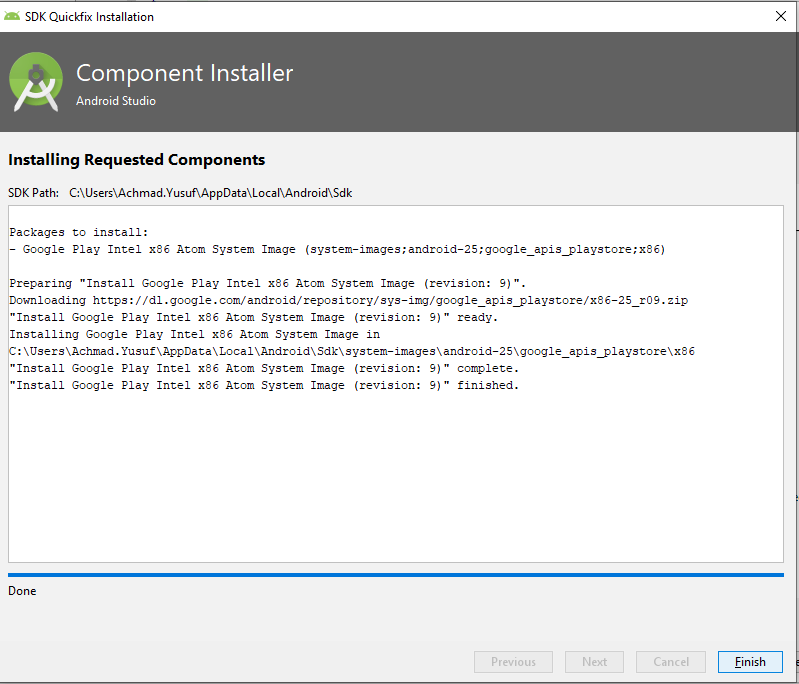 SDK Quickfix Installation
Component Installer
Android Studio
Installing Requested Components
SDK Path: C:\Users\Achmad.Yusuf\AppData\Local\Android\Sdk
Packages to install:
- Google Play Intel x86 Atom System Image (system-images;android-25;google_apis_playstore;x86)
Preparing "Install Google Play Intel x86 Atom System Image (revision: 9)".
Downloading https://dl.google.com/android/repository/sys-img/google_apis_playstore/x86-25_r09.zip
"Install Google Play Intel x86 Atom System Image (revision: 9)" ready.
Installing Google Play Intel x86 Atom System Image in
C:\Users\Achmad.Yusuf\AppData\Local\Android\Sdk\system-images\android-25\google_apis_playstore\x86
"Install Google Play Intel x86 Atom System Image (revision: 9)" complete.
"Install Google Play Intel x86 Atom System Image (revision: 9)" finished.
Done
Previous Next Cancel Finish